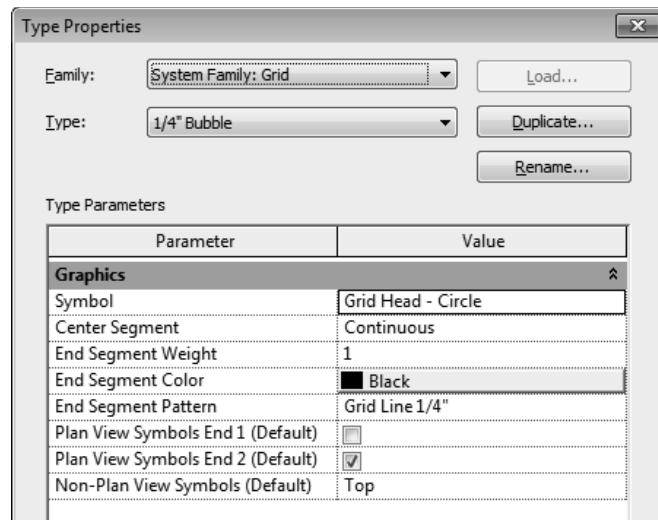 Type Properties
Family: System Family: Grid Load...
Type: 1/4" Bubble Duplicate...
Rename...
Type Parameters
Parameter Value
Graphics
Symbol Grid Head - Circle
Center Segment Continuous
End Segment Weight 1
End Segment Color Black
End Segment Pattern Grid Line 1/4"
Plan View Symbols End 1 (Default)
Plan View Symbols End 2 (Default)
Non-Plan View Symbols (Default) Top